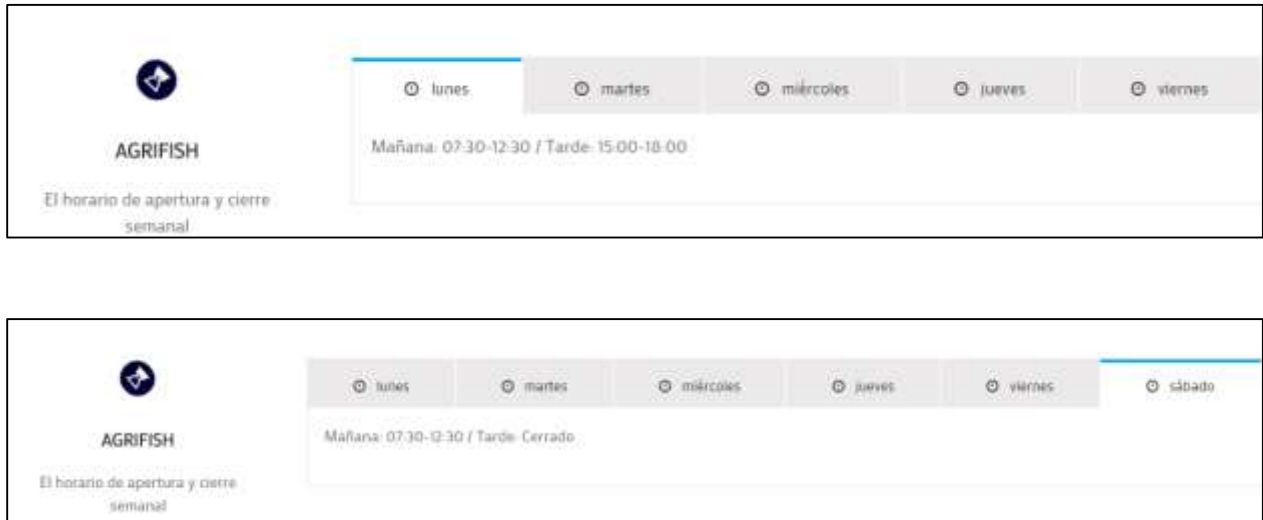 lunes martes miércoles jueves viernes
AGRIFISH
Mañana: 07:30-12:30 / Tarde: 15:00-18:00
El horario de apertura y cierre
semanal
lunes martes miércoles jueves viernes sábado
AGRIFISH
Mañana: 07:30-12:30 / Tarde: Cerrado
El horario de apertura y cierre
semanal